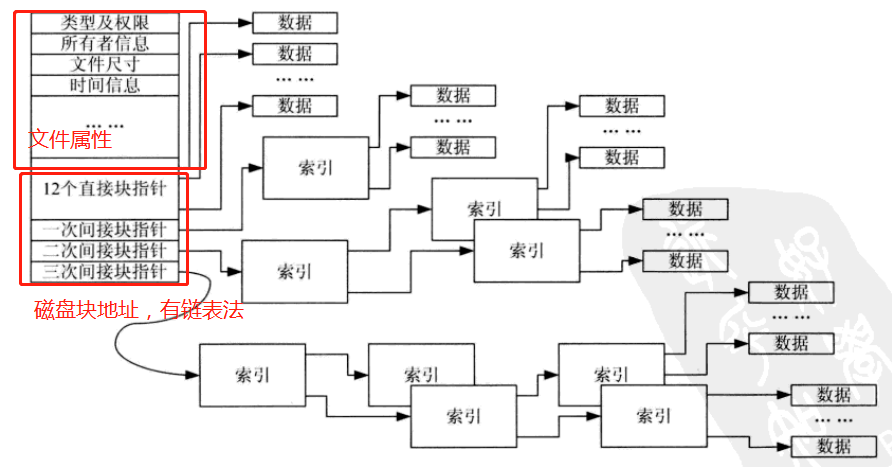 类型及权限
所有者信息
文件尺寸
时间信息
... ...
文件属性
12个直接块指针
一次间接块指针
二次间接块指针
三次间接块指针
磁盘块地址，有链表法
数据
数据
... ...
数据
索引
数据
... ...
数据
索引
索引
索引
数据
... ...
数据
数据
... ...
数据
索引
索引
索引
索引
索引
数据
... ...
数据
数据
... ...
数据